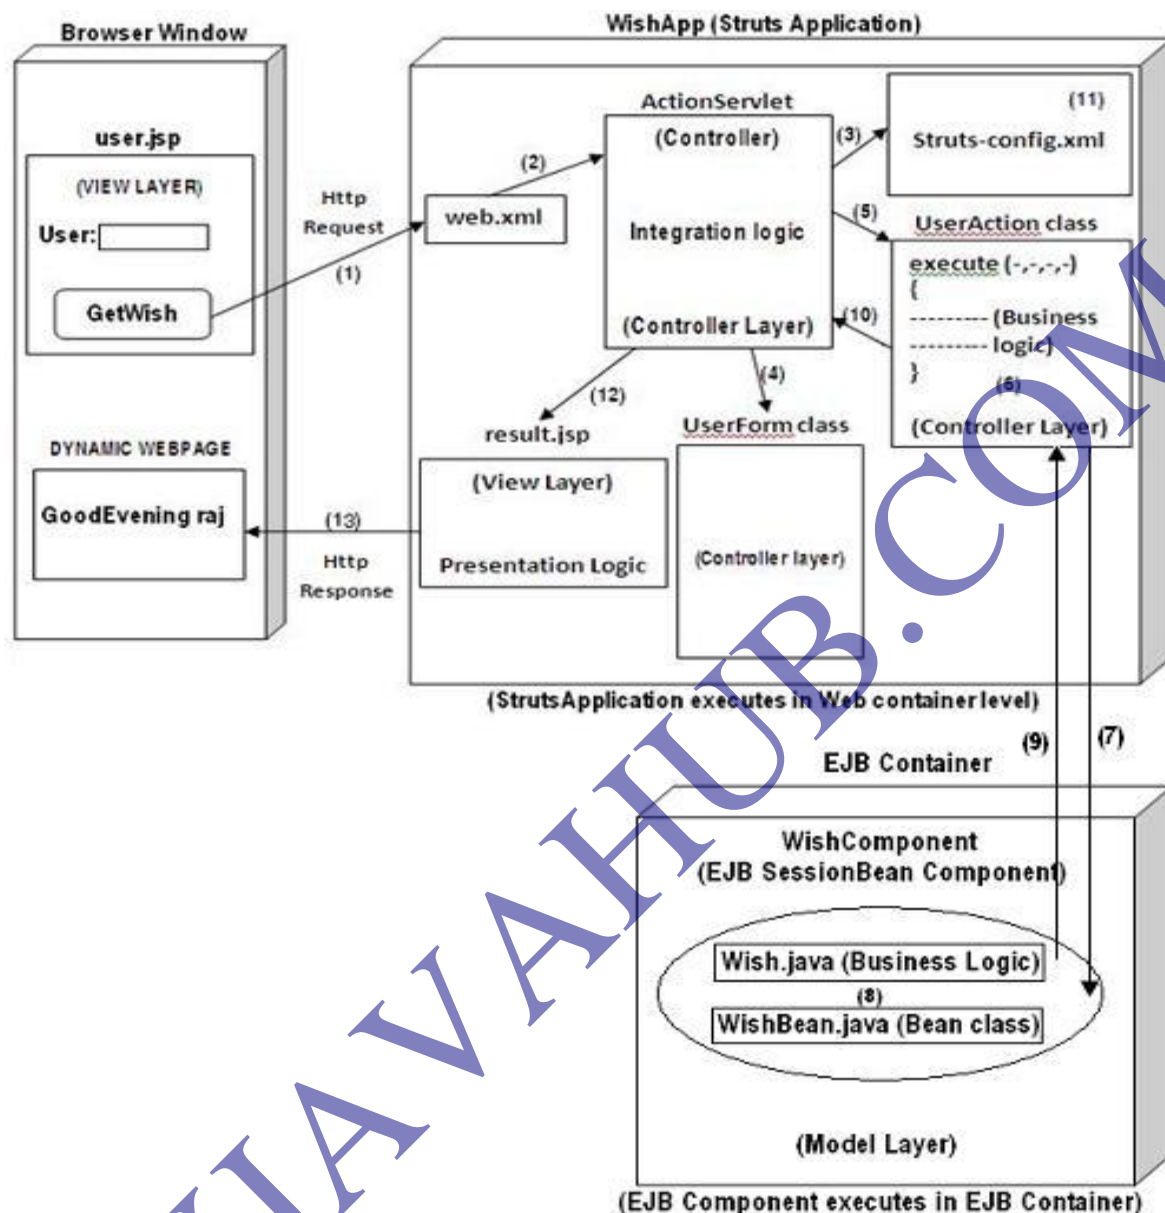 WishApp (Struts Application)
Browser Window
user.jsp
(VIEW LAYER)
User:
GetWish
Http
Request
(1)
web.xml
(2)
ActionServlet
(Controller)
Integration logic
(Controller Layer)
(3)
(11)
Struts-config.xml
(5)
UserAction class
execute (-,-,-,-)
{
--------- (Business
--------- logic)
}
(6)
(Controller Layer)
(10)
(4)
UserForm class
(Controller layer)
(12)
result.jsp
(View Layer)
Presentation Logic
DYNAMIC WEBPAGE
GoodEvening raj
(13)
Http
Response
(StrutsApplication executes in Web container level)
(9)
(7)
EJB Container
WishComponent
(EJB SessionBean Component)
Wish.java (Business Logic)
(8)
WishBean.java (Bean class)
(Model Layer)
(EJB Component executes in EJB Container)
JAVAHUB.COM